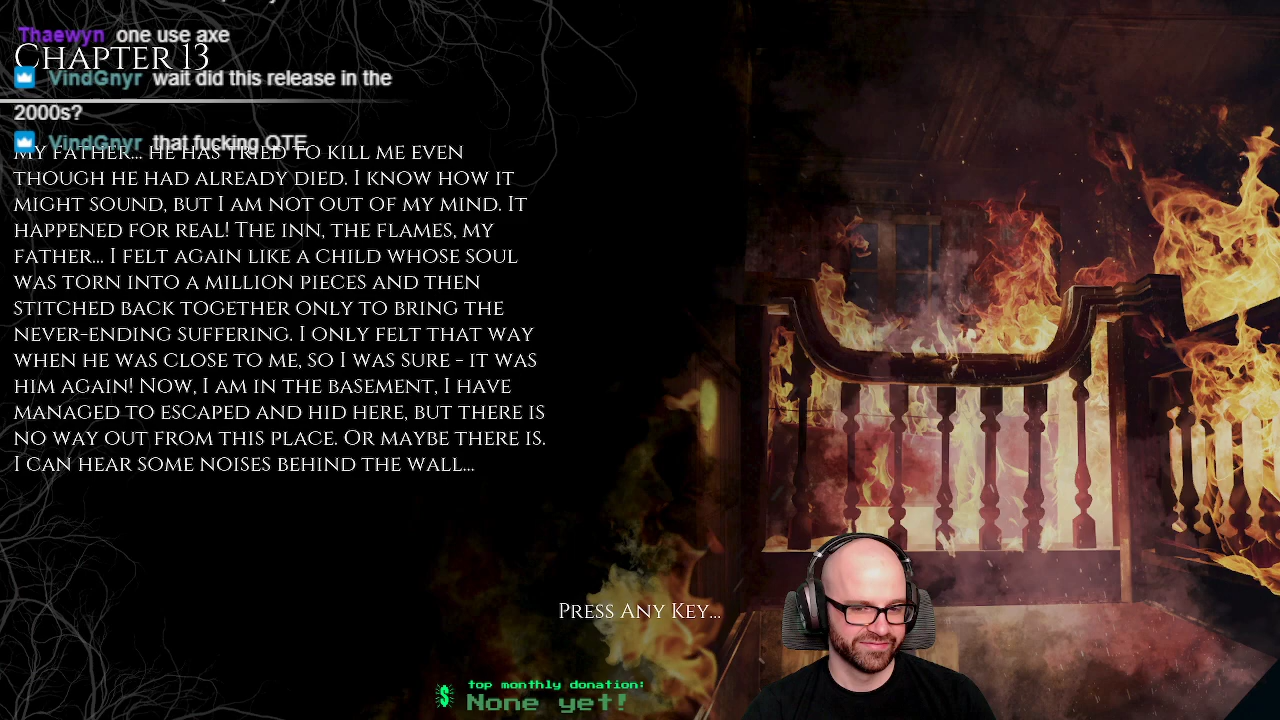 Thaewyn one use axe
Chapter 13
VindGnyr wait did this release in the
2000s?
VindGnyr that fucking QTE
My father... He has tried to kill me even
though he had already died. I know how it
might sound, but I am not out of my mind. It
happened for real! The inn, the flames, my
father... I felt again like a child whose soul
was torn into a million pieces and then
stitched back together only to bring the
never-ending suffering. I only felt that way
when he was close to me, so I was sure - it was
him again! Now, I am in the basement, I have
managed to escaped and hid here, but there is
no way out from this place. Or maybe there is.
I can hear some noises behind the wall...
Press Any Key...
top monthly donation:
None yet!